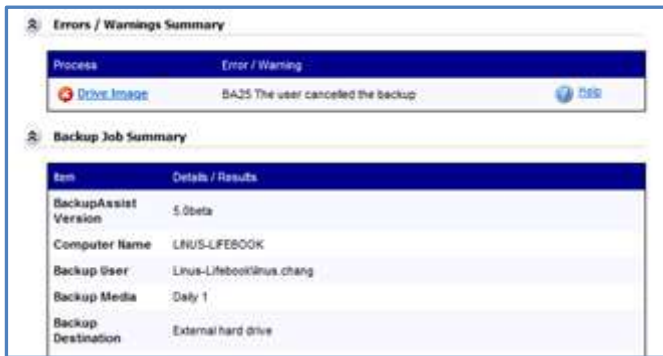 Errors / Warnings Summary
Process Error / Warning
Drive Image BA25 The user cancelled the backup Help
Backup Job Summary
Item Details / Results
BackupAssist
Version 5.0beta
Computer Name LINUS-LIFEBOOK
Backup User Linus-Lifebook\linus.chang
Backup Media Daily 1
Backup
Destination External hard drive